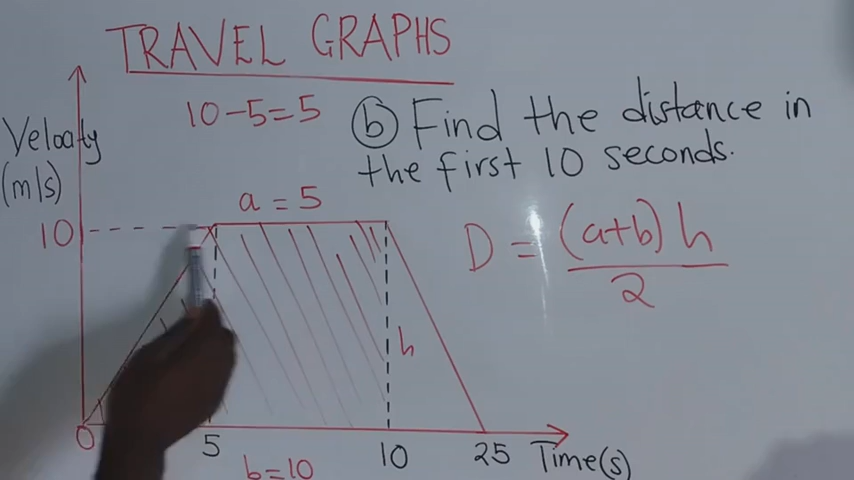 TRAVEL GRAPHS
10-5=5
Velocity
(m/s)
(b) Find the distance in
the first 10 seconds.
a = 5
10
D = (a+b) h
2
h
0
5
10
25
Time(s)
b=10